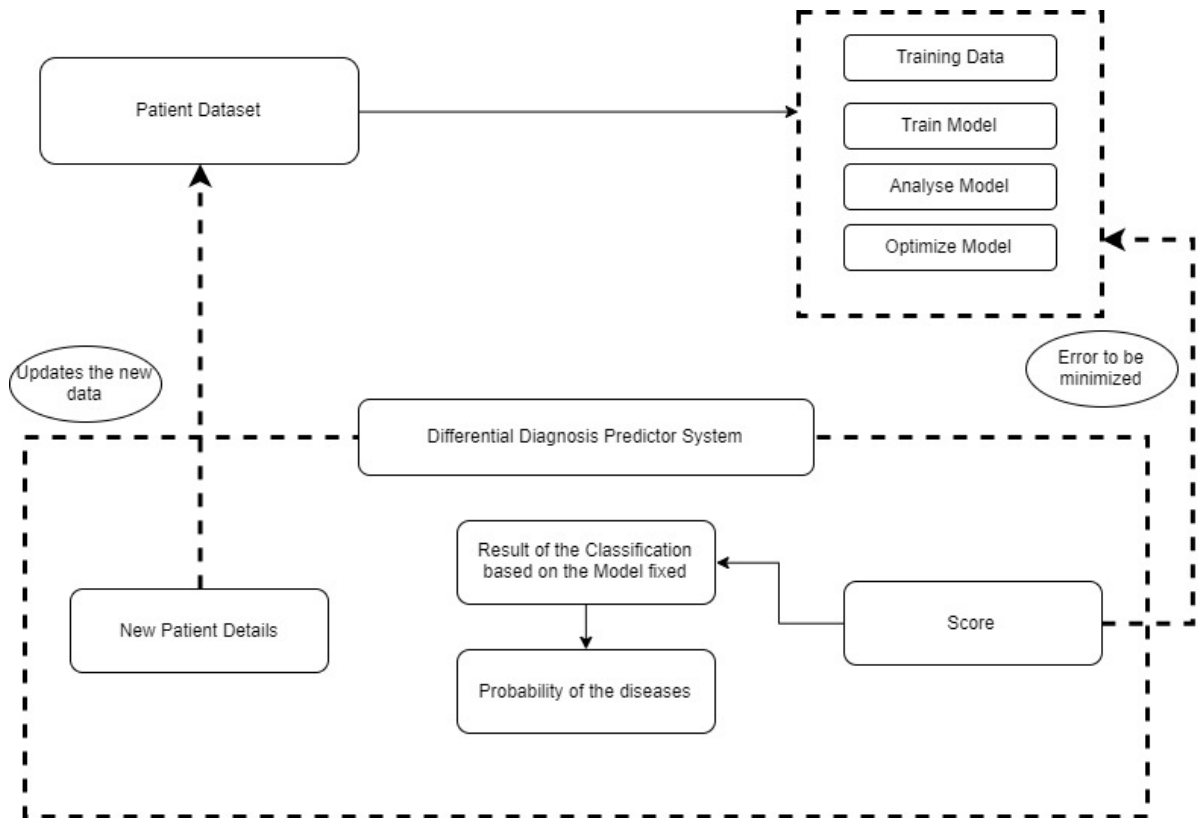 Training Data
Patient Dataset
Train Model
Analyse Model
Optimize Model
Updates the new
data
Error to be
minimized
Differential Diagnosis Predictor System
Result of the Classification
based on the Model fixed
New Patient Details
Score
Probability of the diseases